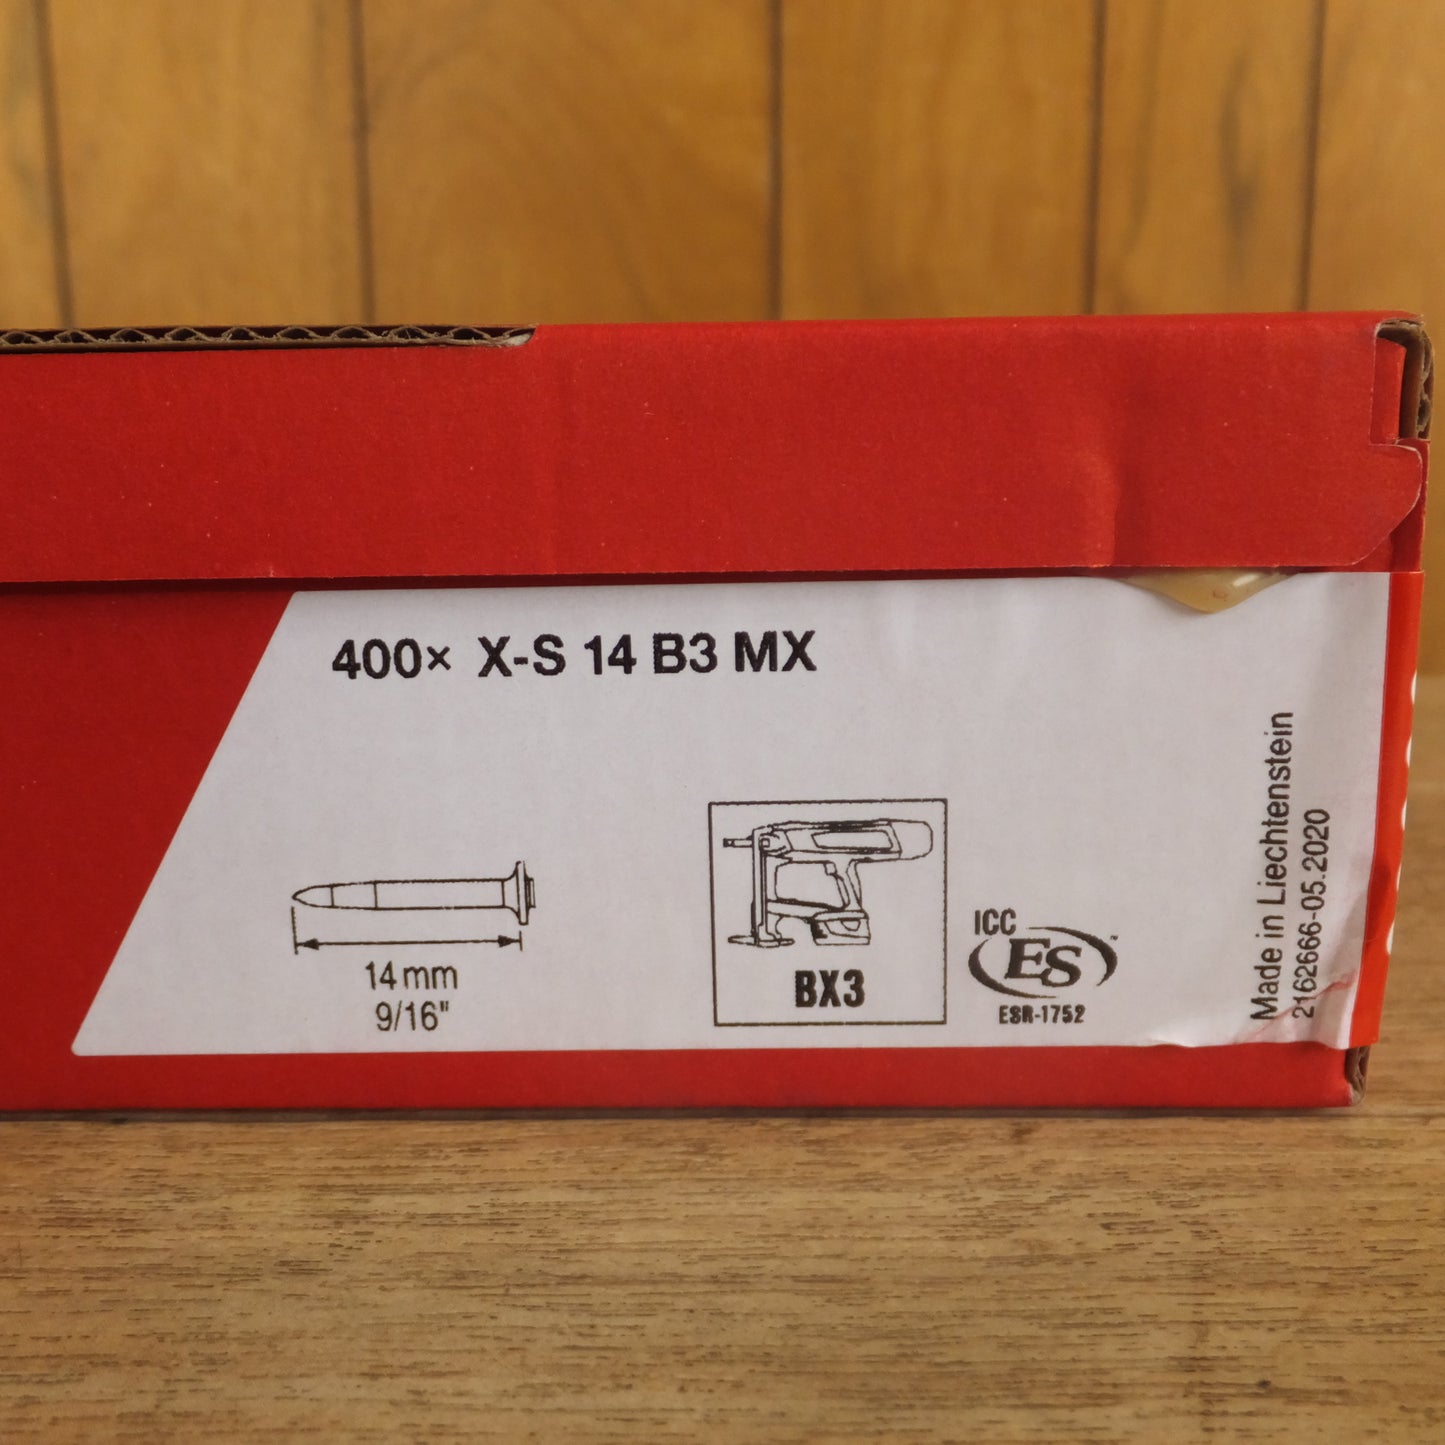 400× X-S 14 B3 MX
14 mm
9/16"
BX3
ICC
ES
™
ESR-1752
Made in Liechtenstein
2162666-05.2020